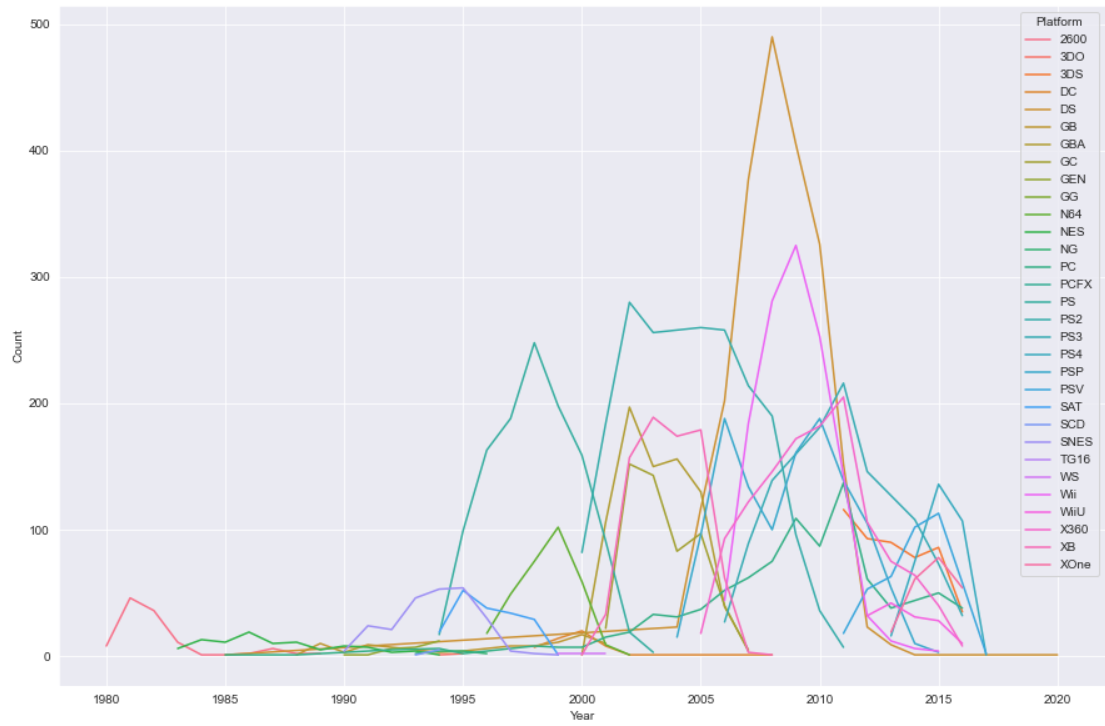 500
400
300
200
100
0
Count
1980
1985
1990
1995
2000
2005
2010
2015
2020
Year
Platform
2600
3DO
3DS
DC
DS
GB
GBA
GC
GEN
GG
N64
NES
NG
PC
PCFX
PS
PS2
PS3
PS4
PSP
PSV
SAT
SCD
SNES
TG16
WS
Wii
WiiU
X360
XB
XOne